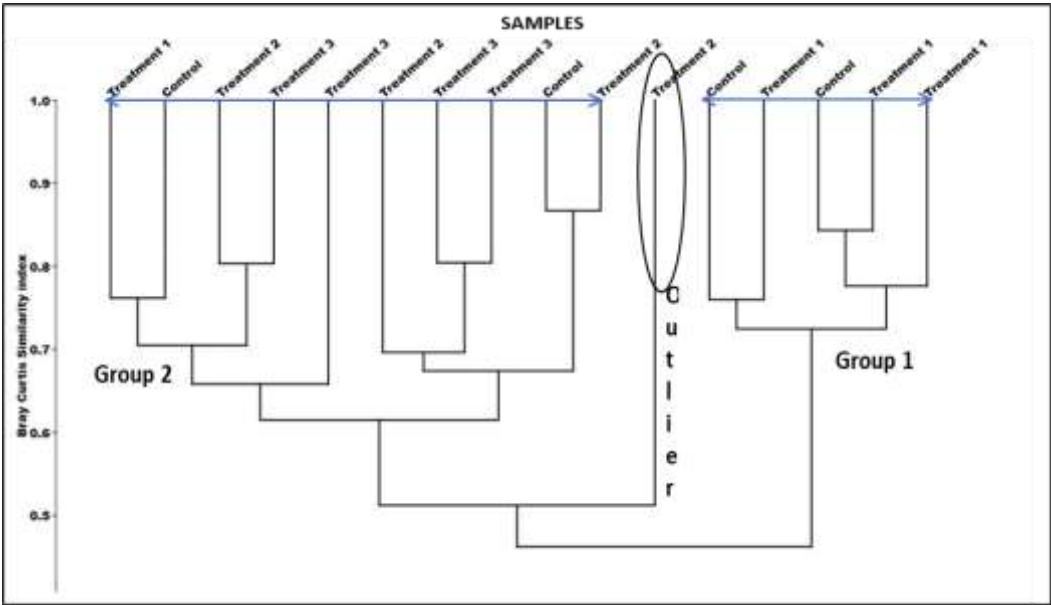 SAMPLES
Treatment 1
Control
Treatment 2
Treatment 3
Treatment 3
Treatment 2
Treatment 3
Treatment 3
Control
Treatment 2
Treatment 2
Control
Treatment 1
Control
Treatment 1
Treatment 1
1.0
0.9
0.8
0.7
0.6
0.5
Bray Curtis Similarity index
Group 2
Outlier
Group 1